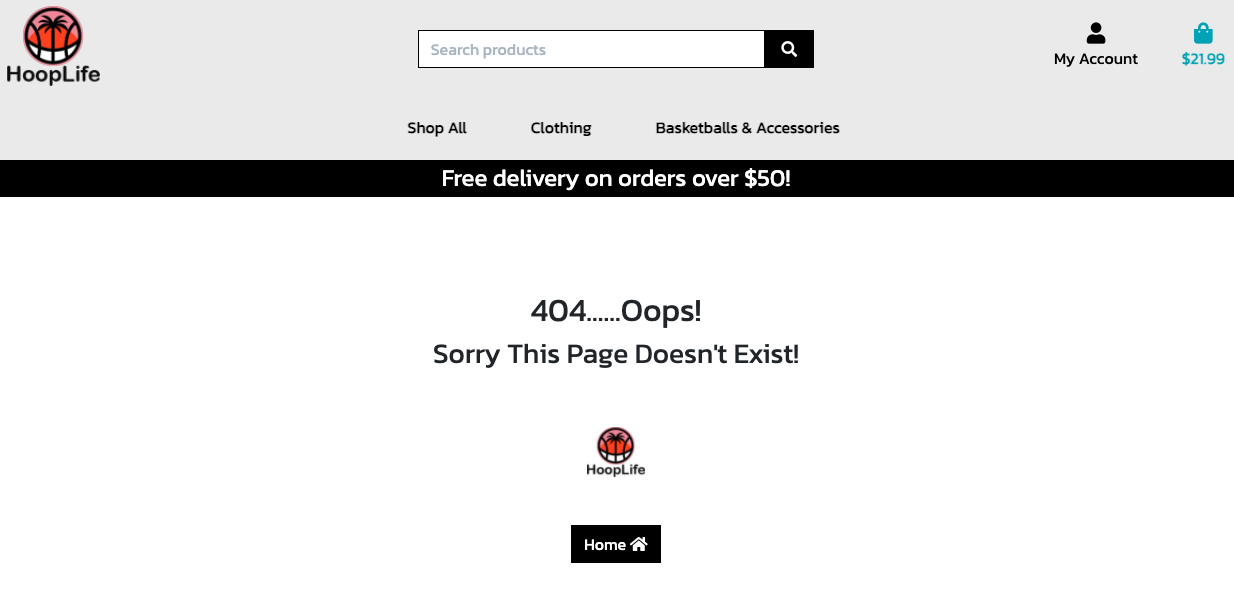 HoopLife
Search products
My Account
$21.99
Shop All
Clothing
Basketballs & Accessories
Free delivery on orders over $50!
404......Oops!
Sorry This Page Doesn't Exist!
HoopLife
Home